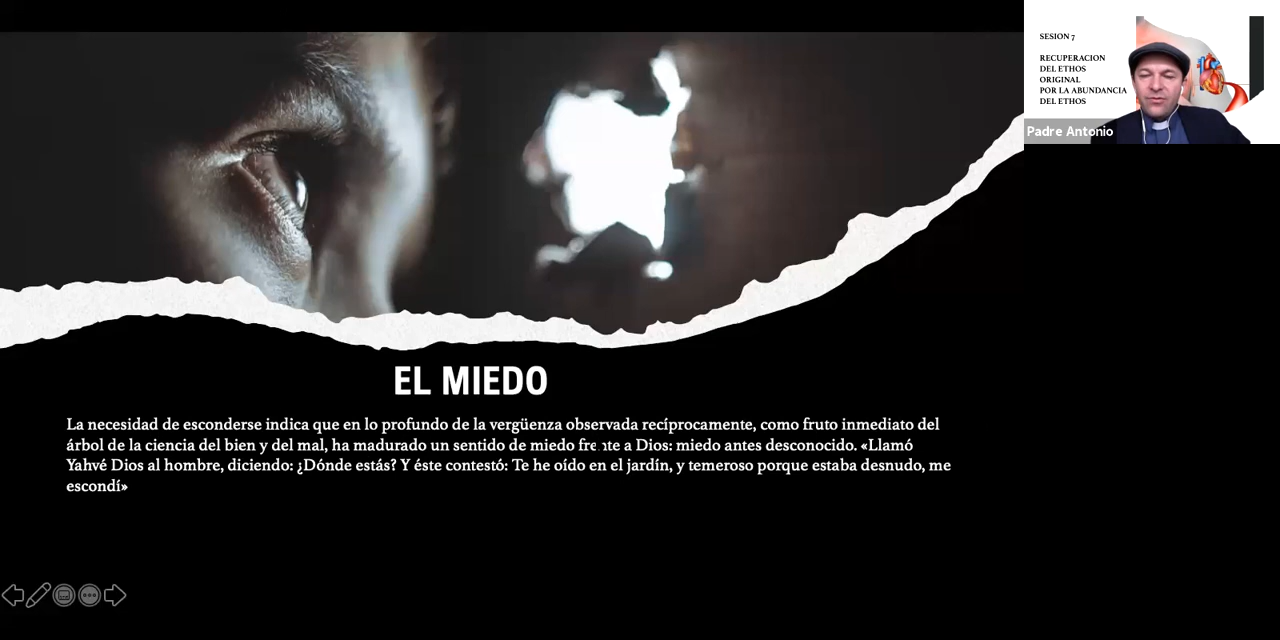 SESION 7
RECUPERACION
DEL ETHOS
ORIGINAL
POR LA ABUNDANCIA
DEL ETHOS
Padre Antonio
EL MIEDO
La necesidad de esconderse indica que en lo profundo de la vergüenza observada recíprocamente, como fruto inmediato del
árbol de la ciencia del bien y del mal, ha madurado un sentido de miedo frente a Dios: miedo antes desconocido. «Llamó
Yahvé Dios al hombre, diciendo: ¿Dónde estás? Y éste contestó: Te he oído en el jardín, y temeroso porque estaba desnudo, me
escondí»